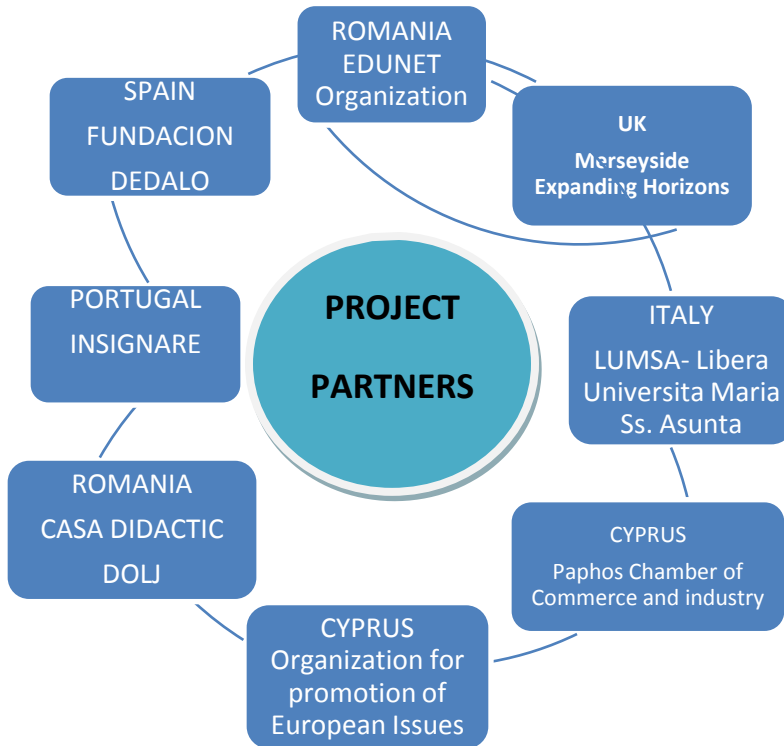 ROMANIA
EDUNET
Organization
UK
Merseyside
Expanding Horizons
ITALY
LUMSA- Libera
Universita Maria
Ss. Asunta
CYPRUS
Paphos Chamber of
Commerce and industry
CYPRUS
Organization for
promotion of
European Issues
ROMANIA
CASA DIDACTIC
DOLJ
PORTUGAL
INSIGNARE
SPAIN
FUNDACION
DEDALO
PROJECT
PARTNERS